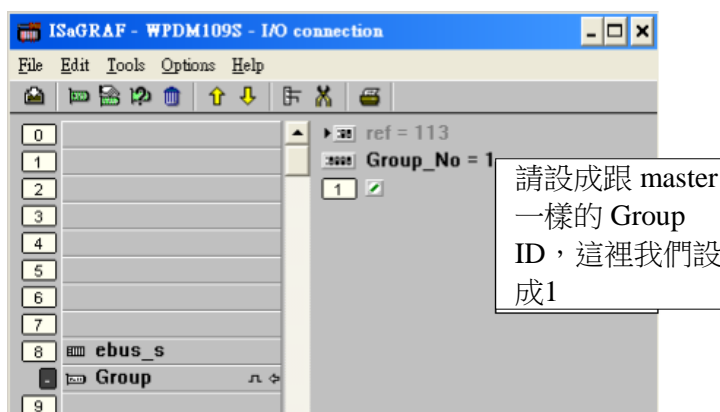 ISaGRAF - WPDM109S - I/O connection
File Edit Tools Options Help
0
1
2
3
4
5
6
7
8 ebus_s
Group
9
ref = 113
Group_No = 1
1
請設成跟 master
一樣的 Group
ID，這裡我們設
成1